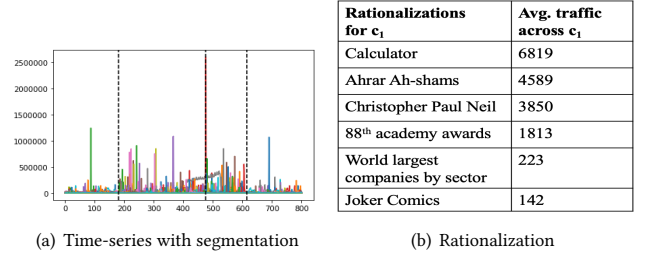 2500000
2000000
1500000
1000000
500000
0
0 100 200 300 400 500 600 700 800
(a) Time-series with segmentation
Rationalizations for c₁ Avg. traffic across c₁
Calculator 6819
Ahrar Ah-shams 4589
Christopher Paul Neil 3850
88ᵗʰ academy awards 1813
World largest companies by sector 223
Joker Comics 142
(b) Rationalization